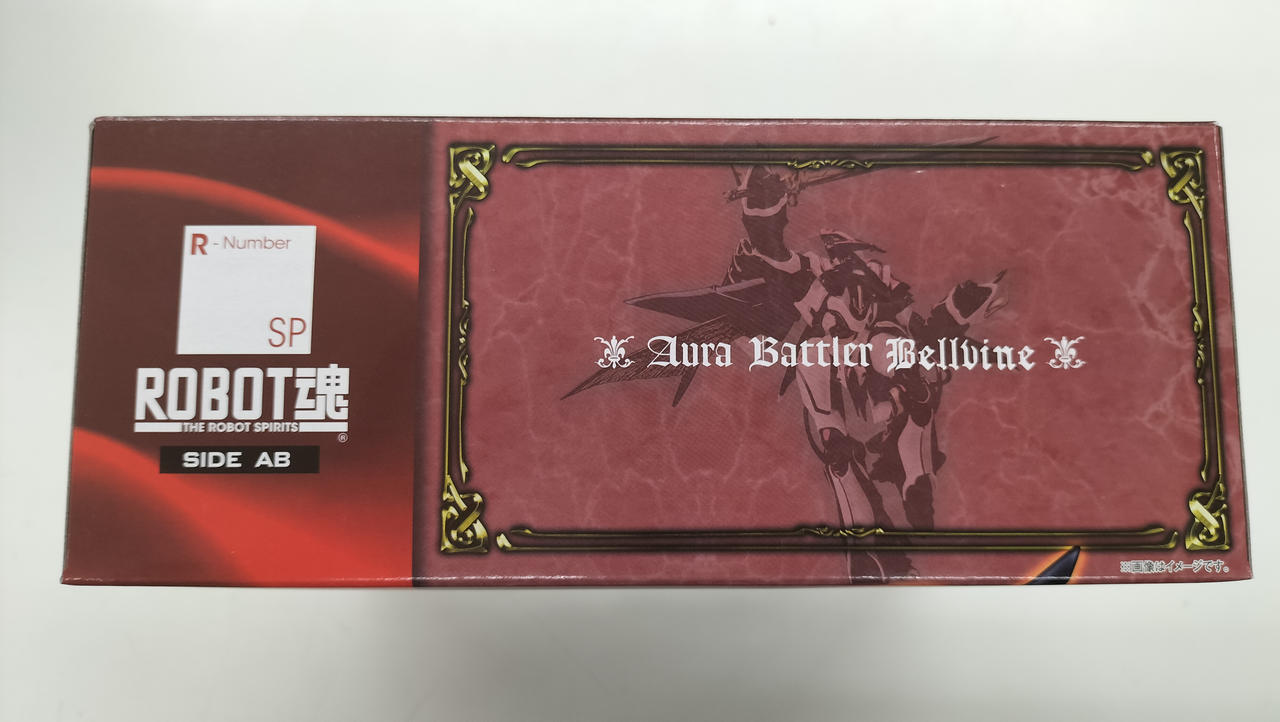 R - Number
SP
ROBOT魂
THE ROBOT SPIRITS
®
SIDE AB
Aura Battler Bellvine
※画像はイメージです。